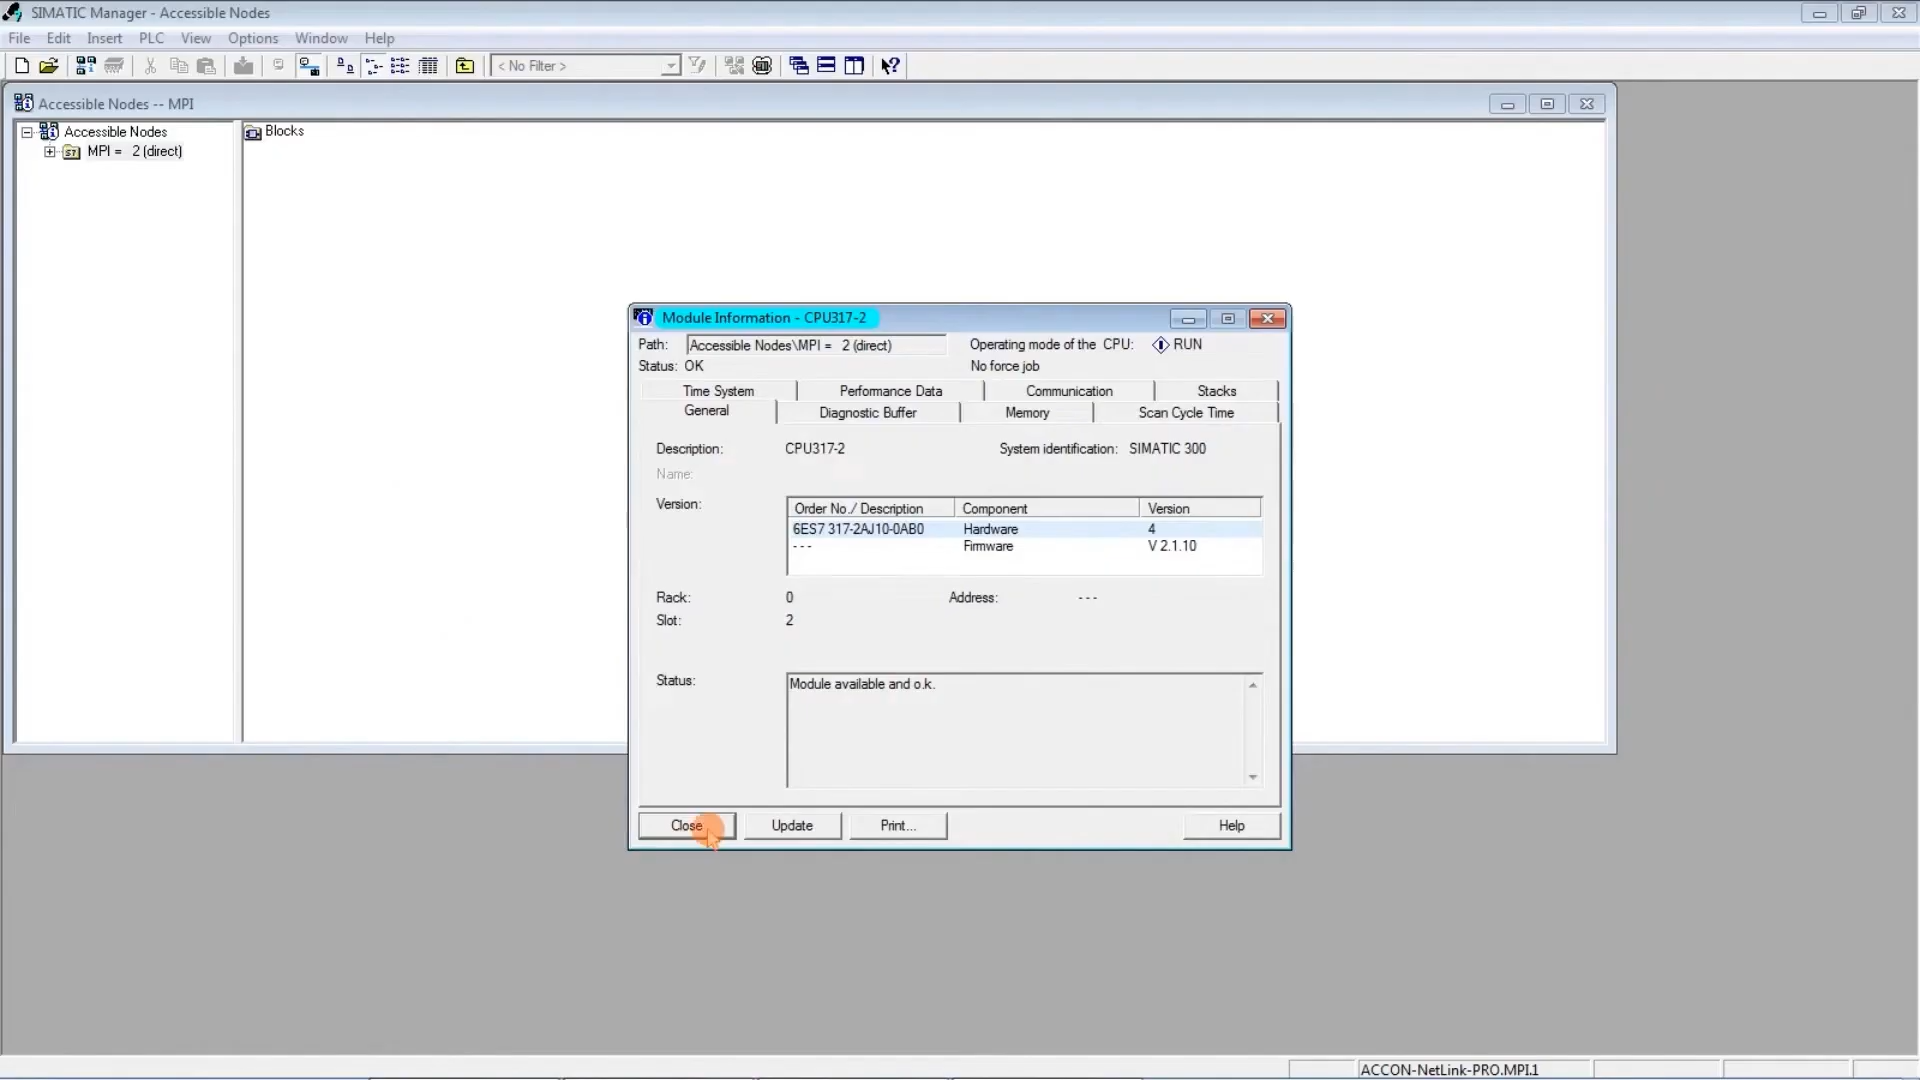 SIMATIC Manager - Accessible Nodes
File Edit Insert PLC View Options Window Help
< No Filter >
Accessible Nodes -- MPI
Accessible Nodes
MPI = 2 (direct)
Blocks
Module Information - CPU317-2
Path: Accessible Nodes\MPI = 2 (direct) Operating mode of the CPU: RUN
Status: OK No force job
Time System Performance Data Communication Stacks
General Diagnostic Buffer Memory Scan Cycle Time
Description: CPU317-2 System identification: SIMATIC 300
Name:
Version: Order No./ Description Component Version
6ES7 317-2AJ10-0AB0 Hardware 4
- - - Firmware V 2.1.10
Rack: 0 Address: - - -
Slot: 2
Status: Module available and o.k.
Close Update Print... Help
ACCON-NetLink-PRO.MPI.1